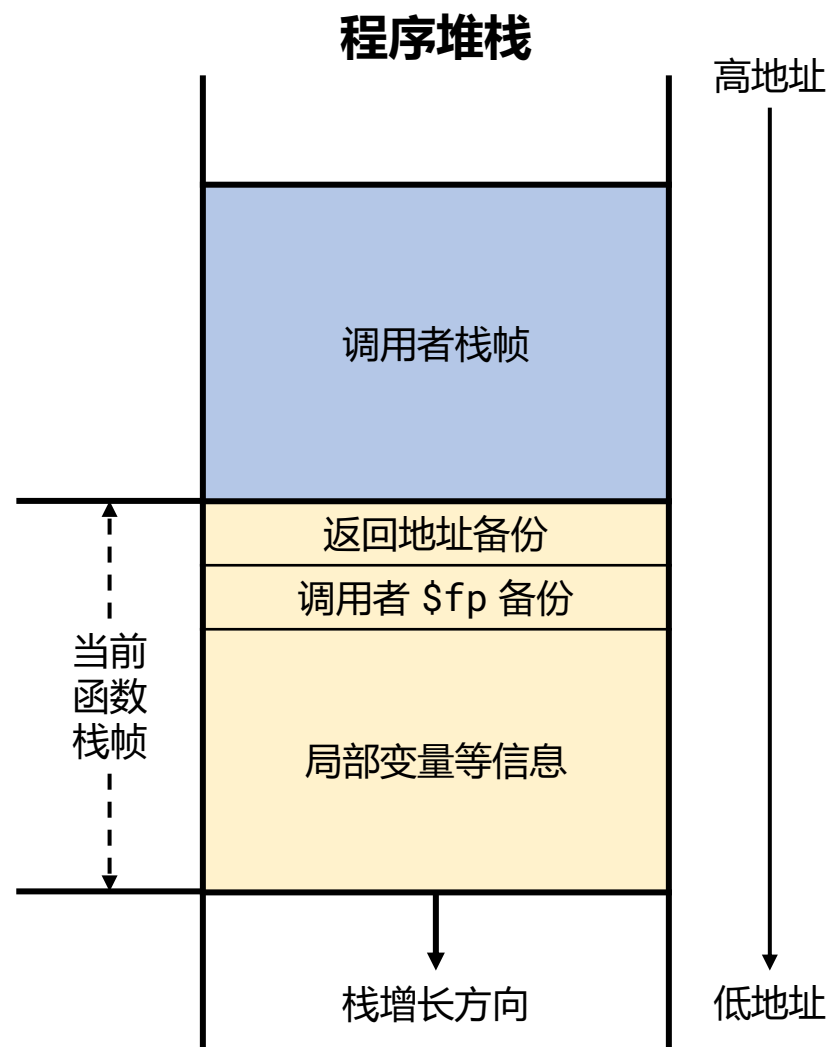 程序堆栈
高地址
调用者栈帧
返回地址备份
调用者 $fp 备份
当前
函数
栈帧
局部变量等信息
栈增长方向
低地址